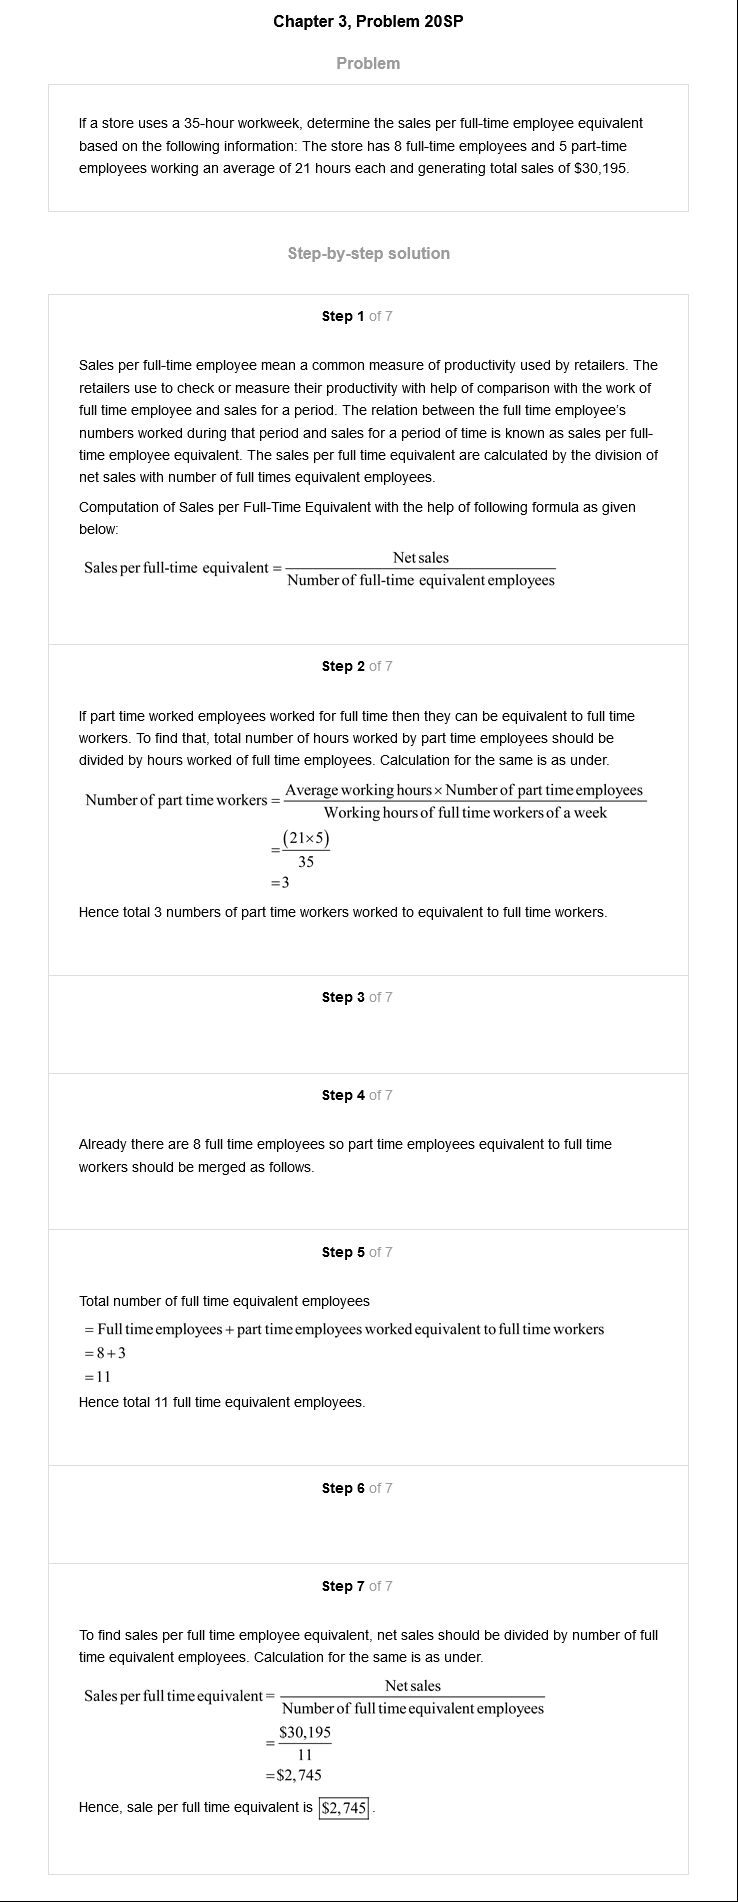 Chapter 3, Problem 20SP
Problem
If a store uses a 35-hour workweek, determine the sales per full-time employee equivalent
based on the following information: The store has 8 full-time employees and 5 part-time
employees working an average of 21 hours each and generating total sales of $30,195.
Step-by-step solution
Step 1 of 7
Sales per full-time employee mean a common measure of productivity used by retailers. The
retailers use to check or measure their productivity with help of comparison with the work of
full time employee and sales for a period. The relation between the full time employee's
numbers worked during that period and sales for a period of time is known as sales per full-
time employee equivalent. The sales per full time equivalent are calculated by the division of
net sales with number of full times equivalent employees.
Computation of Sales per Full-Time Equivalent with the help of following formula as given
below:
Sales per full-time equivalent =
Net sales
Number of full-time equivalent employees
Step 2 of 7
If part time worked employees worked for full time then they can be equivalent to full time
workers. To find that, total number of hours worked by part time employees should be
divided by hours worked of full time employees. Calculation for the same is as under.
Number of part time workers =
Average working hours × Number of part time employees
Working hours of full time workers of a week
=
(21×5)
35
=3
Hence total 3 numbers of part time workers worked to equivalent to full time workers.
Step 3 of 7
Step 4 of 7
Already there are 8 full time employees so part time employees equivalent to full time
workers should be merged as follows.
Step 5 of 7
Total number of full time equivalent employees
= Full time employees + part time employees worked equivalent to full time workers
=8+3
=11
Hence total 11 full time equivalent employees.
Step 6 of 7
Step 7 of 7
To find sales per full time employee equivalent, net sales should be divided by number of full
time equivalent employees. Calculation for the same is as under.
Sales per full time equivalent =
Net sales
Number of full time equivalent employees
=
$30,195
11
=$2,745
Hence, sale per full time equivalent is $2,745.